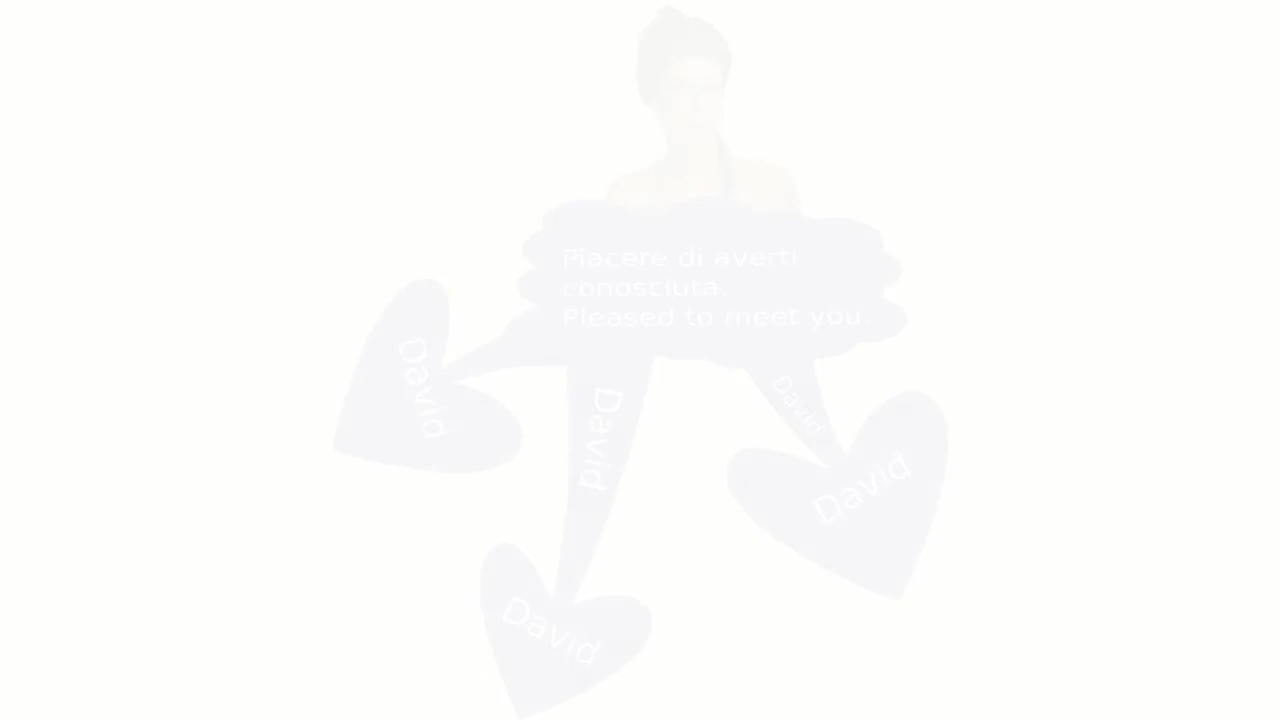 Piacere di averti
conosciuta.
Pleased to meet you.
David
David
David
David
David